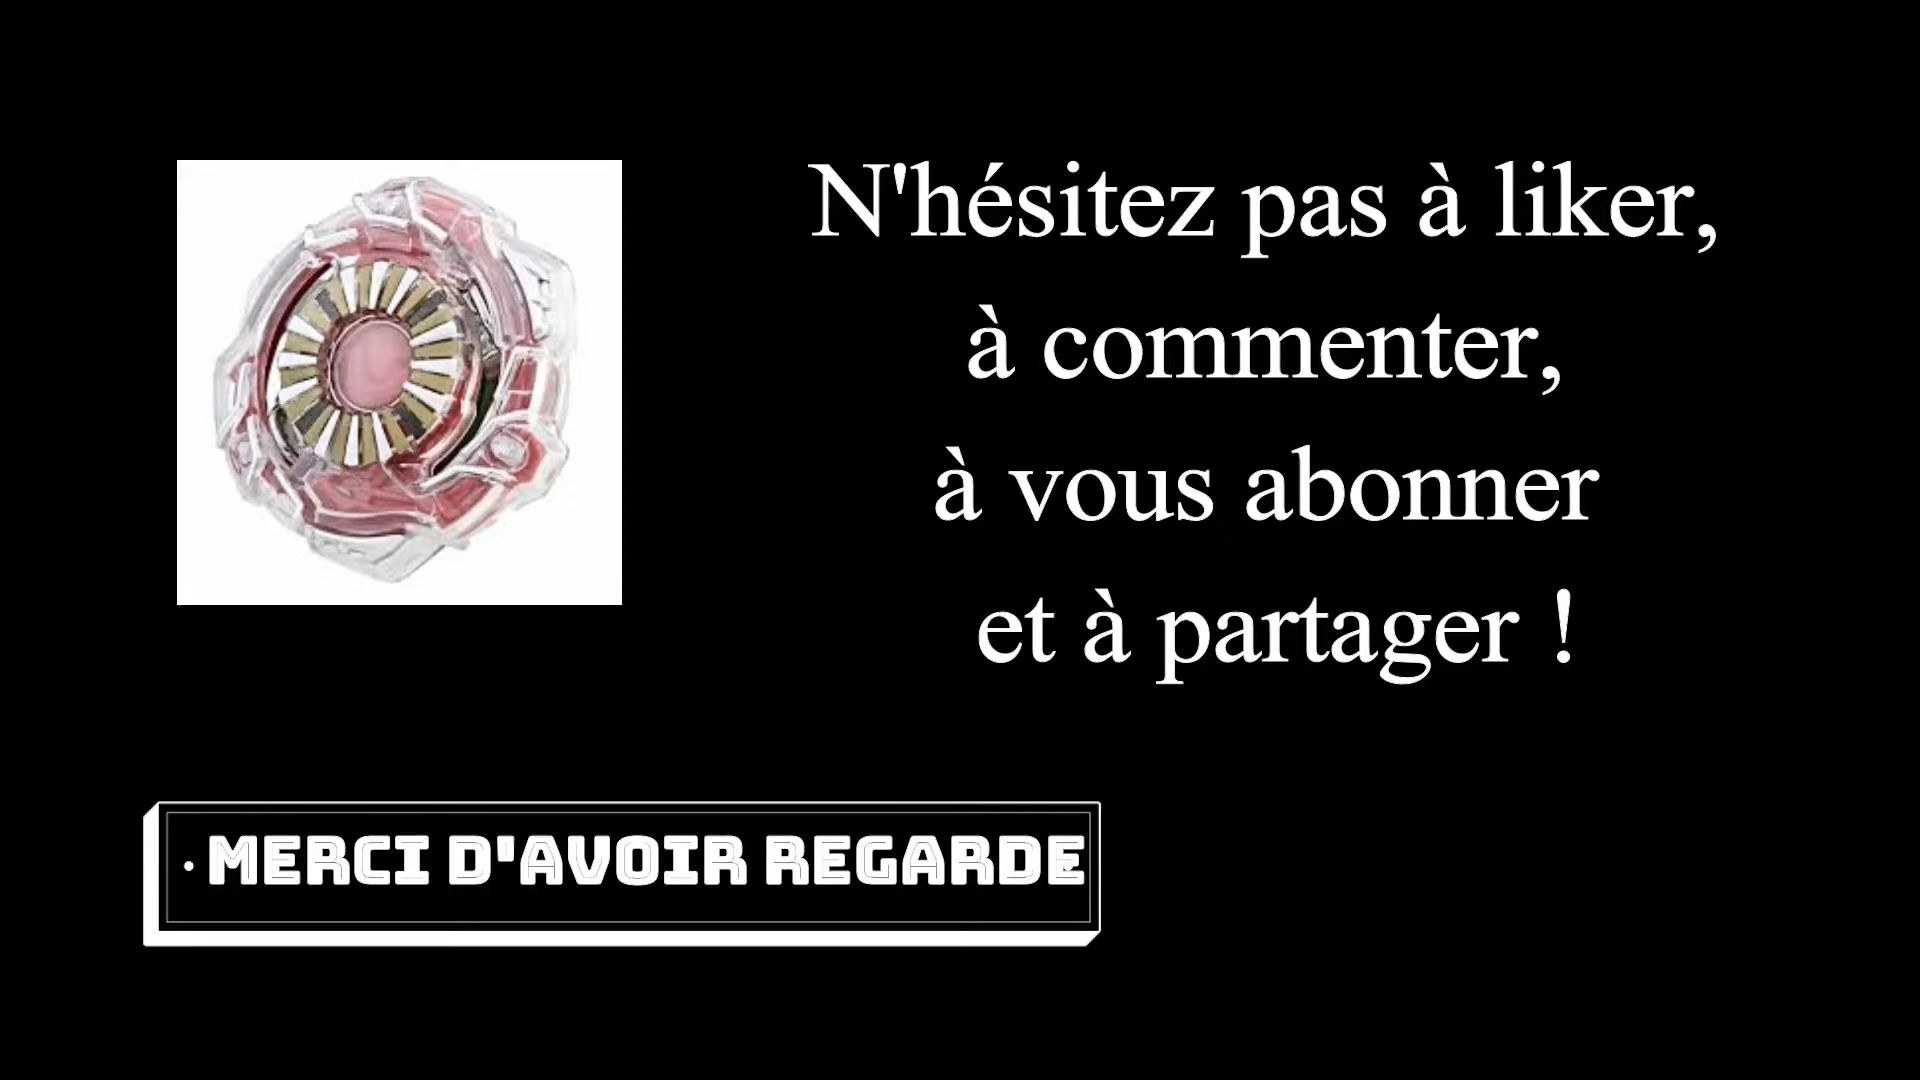 N'hésitez pas à liker,
à commenter,
à vous abonner
et à partager !
· MERCI D'AVOIR REGARDE